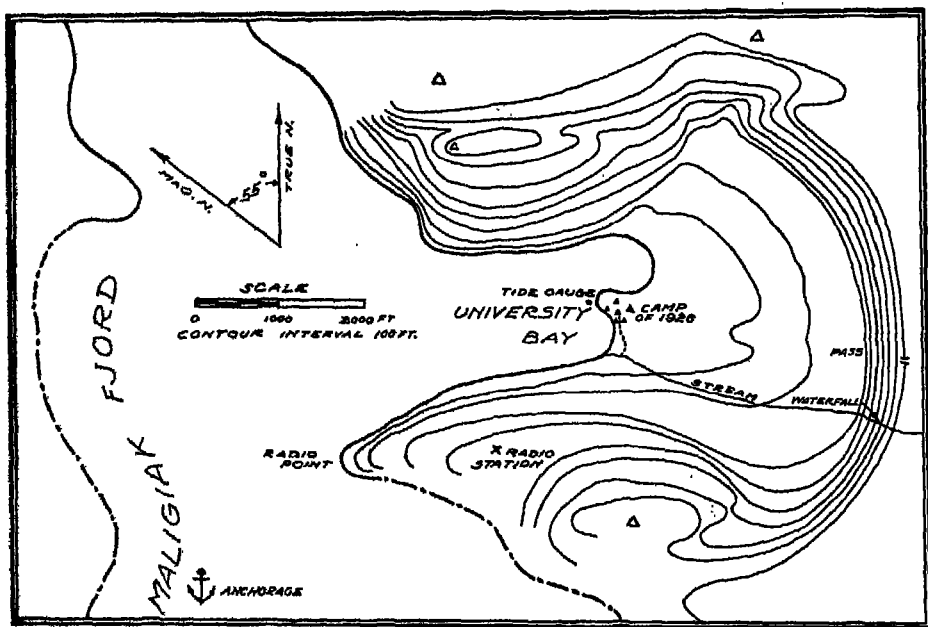 TRUE N.
MAG. N.
55°
SCALE
0 1000 2000 FT
CONTOUR INTERVAL 100 FT.
TIDE GAUGE
UNIVERSITY
BAY
CAMP
OF 1926
PASS
STREAM
WATERFALL
RADIO
POINT
X RADIO
STATION
MALIGIAK FJORD
ANCHORAGE